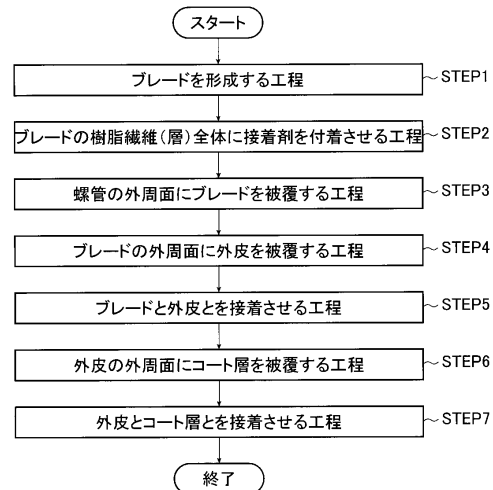 スタート
ブレードを形成する工程 STEP1
ブレードの樹脂繊維(層)全体に接着剤を付着させる工程 STEP2
螺管の外周面にブレードを被覆する工程 STEP3
ブレードの外周面に外皮を被覆する工程 STEP4
ブレードと外皮とを接着させる工程 STEP5
外皮の外周面にコート層を被覆する工程 STEP6
外皮とコート層とを接着させる工程 STEP7
終了